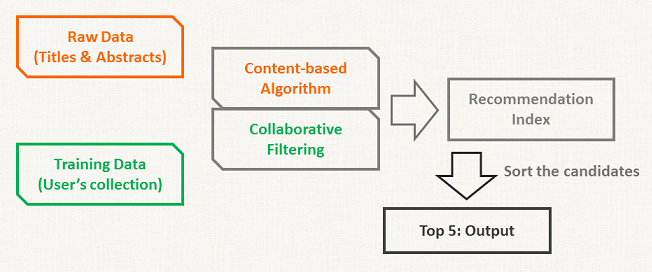 Raw Data
(Titles & Abstracts)
Content-based
Algorithm
Collaborative
Filtering
Recommendation
Index
Training Data
(User's collection)
Sort the candidates
Top 5: Output